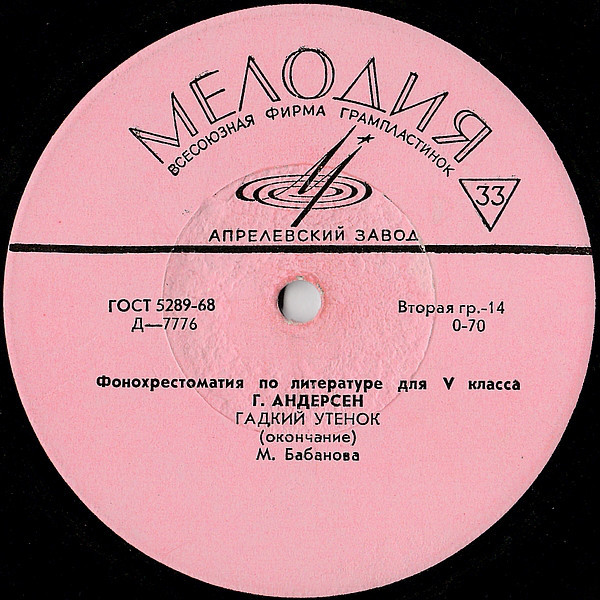 МЕЛОДИЯ
ВСЕСОЮЗНАЯ ФИРМА ГРАМПЛАСТИНОК
33
АПРЕЛЕВСКИЙ ЗАВОД
ГОСТ 5289-68
Д—7776
Вторая гр.-14
0-70
Фонохрестоматия по литературе для V класса
Г. АНДЕРСЕН
ГАДКИЙ УТЕНОК
(окончание)
М. Бабанова